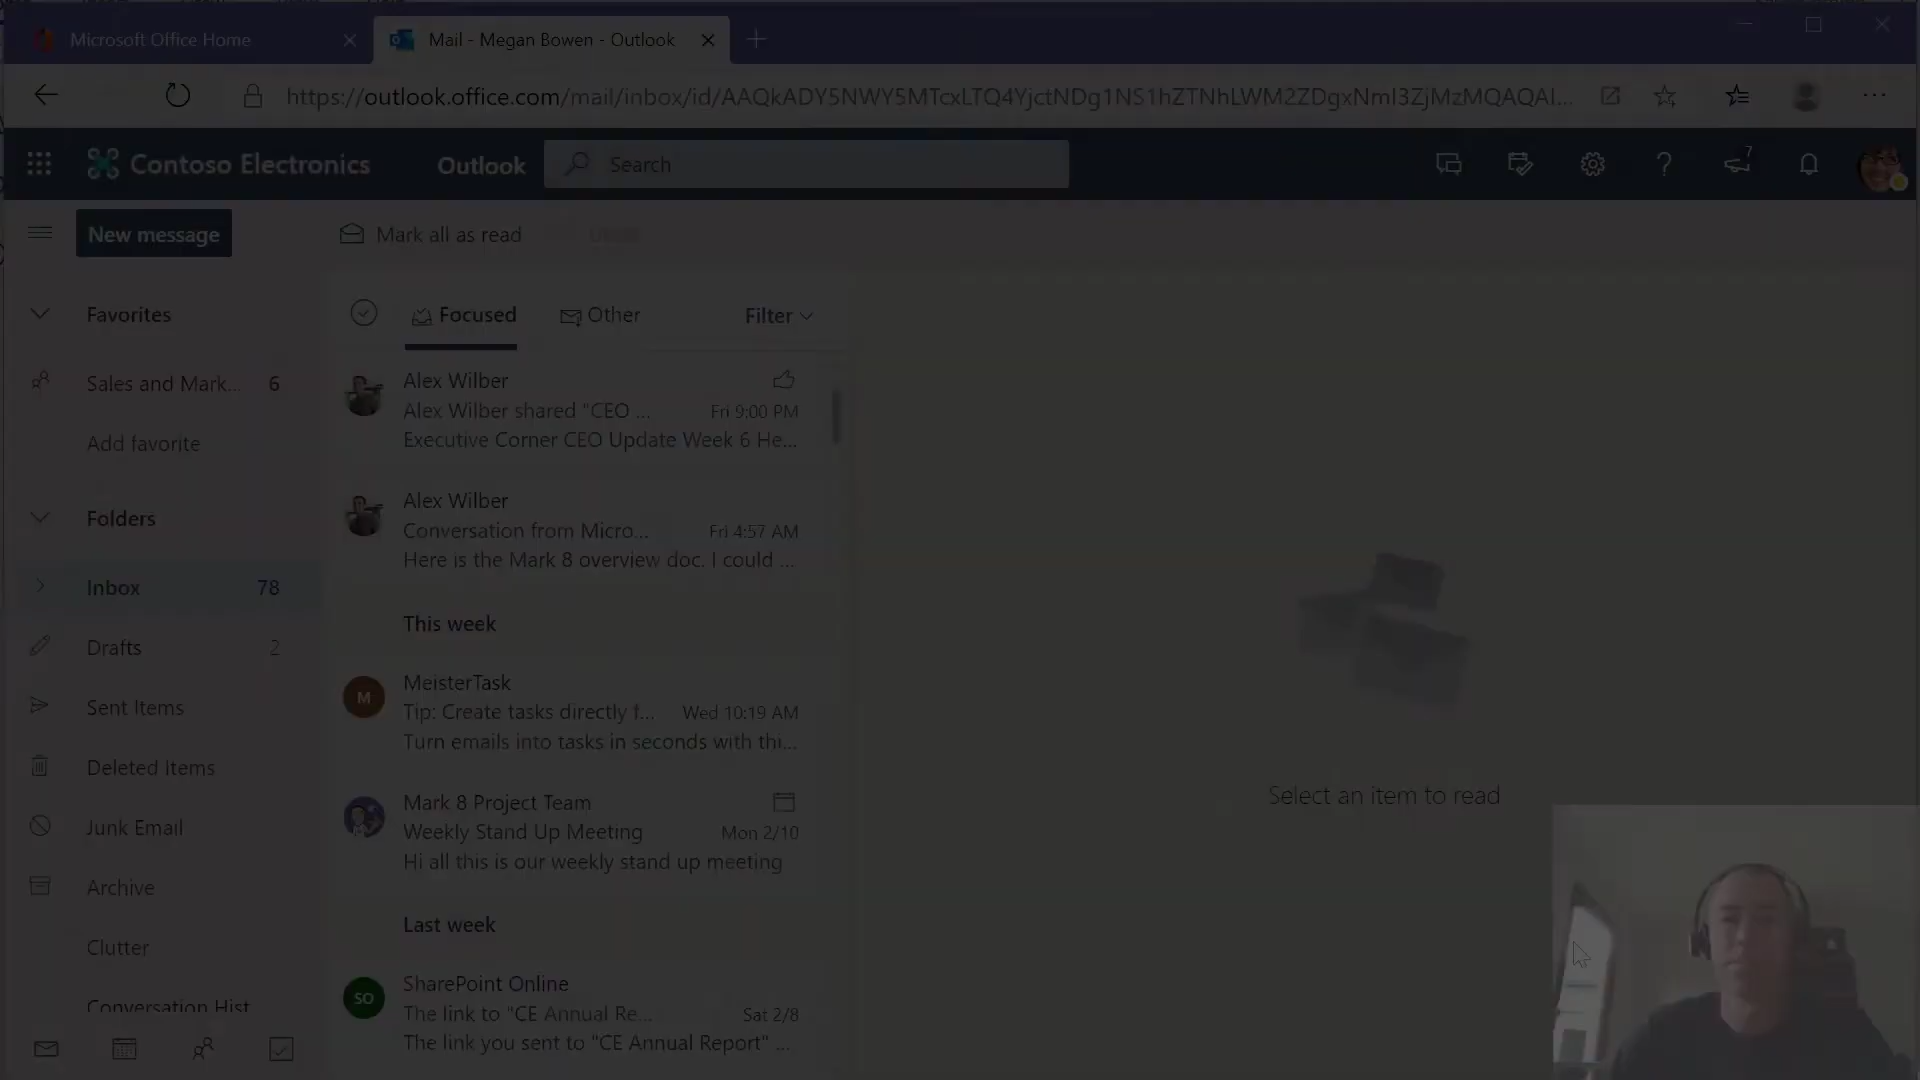 Microsoft Office Home
Mail - Megan Bowen - Outlook
https://outlook.office.com/mail/inbox/id/AAQkADY5NWY5MTcxLTQ4YjctNDg1NS1hZTNhLWM2ZDgxNmI3ZjMzMQAQAI...
Contoso Electronics
Outlook
Search
7
New message
Mark all as read
Undo
Favorites
Sales and Mark... 6
Add favorite
Folders
Inbox 78
Drafts 2
Sent Items
Deleted Items
Junk Email
Archive
Clutter
Conversation Hist
Focused
Other
Filter
Alex Wilber
Alex Wilber shared "CEO ... Fri 9:00 PM
Executive Corner CEO Update Week 6 He...
Alex Wilber
Conversation from Micro... Fri 4:57 AM
Here is the Mark 8 overview doc. I could ...
This week
M
MeisterTask
Tip: Create tasks directly f... Wed 10:19 AM
Turn emails into tasks in seconds with thi...
Mark 8 Project Team
Weekly Stand Up Meeting Mon 2/10
Hi all this is our weekly stand up meeting
Last week
SO
SharePoint Online
The link to "CE Annual Re... Sat 2/8
The link you sent to "CE Annual Report" ...
Select an item to read